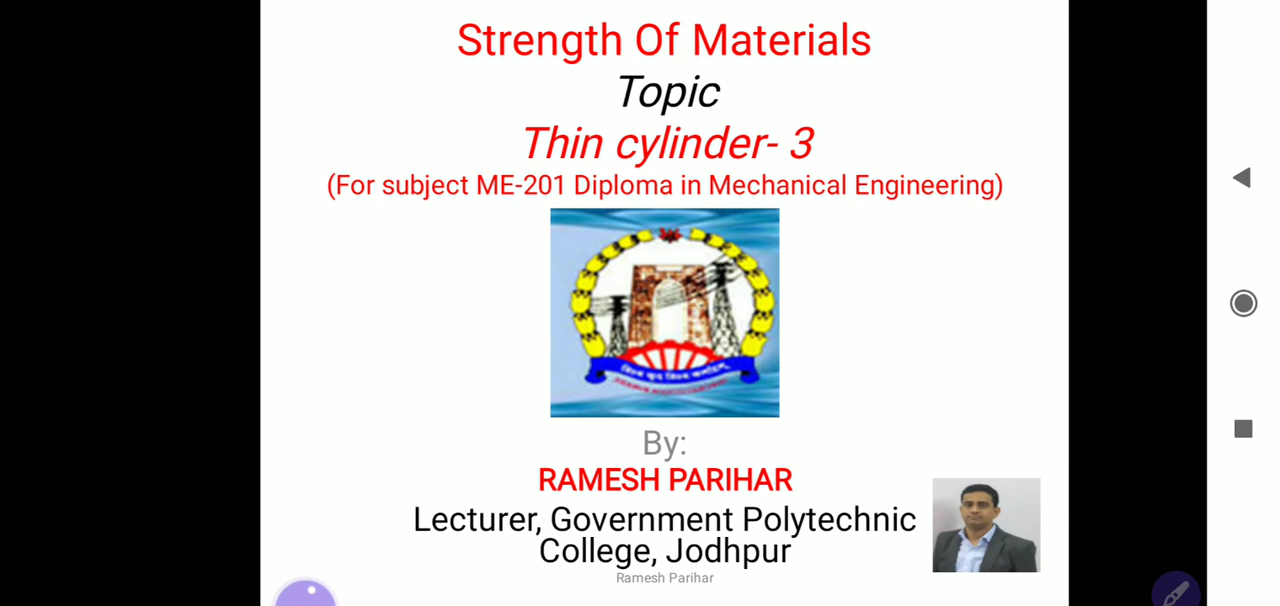 Strength Of Materials
Topic
Thin cylinder- 3
(For subject ME-201 Diploma in Mechanical Engineering)
By:
RAMESH PARIHAR
Lecturer, Government Polytechnic
College, Jodhpur
Ramesh Parihar